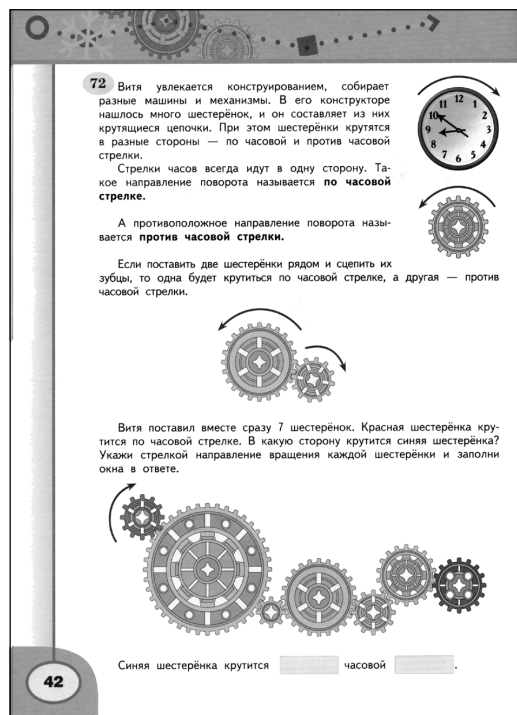 72 Витя увлекается конструированием, собирает
разные машины и механизмы. В его конструкторе
нашлось много шестерёнок, и он составляет из них
крутящиеся цепочки. При этом шестерёнки крутятся
в разные стороны — по часовой и против часовой
стрелки.
Стрелки часов всегда идут в одну сторону. Та-
кое направление поворота называется по часовой
стрелке.
12
1
2
3
4
5
6
7
8
9
10
11
А противоположное направление поворота назы-
вается против часовой стрелки.
Если поставить две шестерёнки рядом и сцепить их
зубцы, то одна будет крутиться по часовой стрелке, а другая — против
часовой стрелки.
Витя поставил вместе сразу 7 шестерёнок. Красная шестерёнка кру-
тится по часовой стрелке. В какую сторону крутится синяя шестерёнка?
Укажи стрелкой направление вращения каждой шестерёнки и заполни
окна в ответе.
Синяя шестерёнка крутится часовой .
42